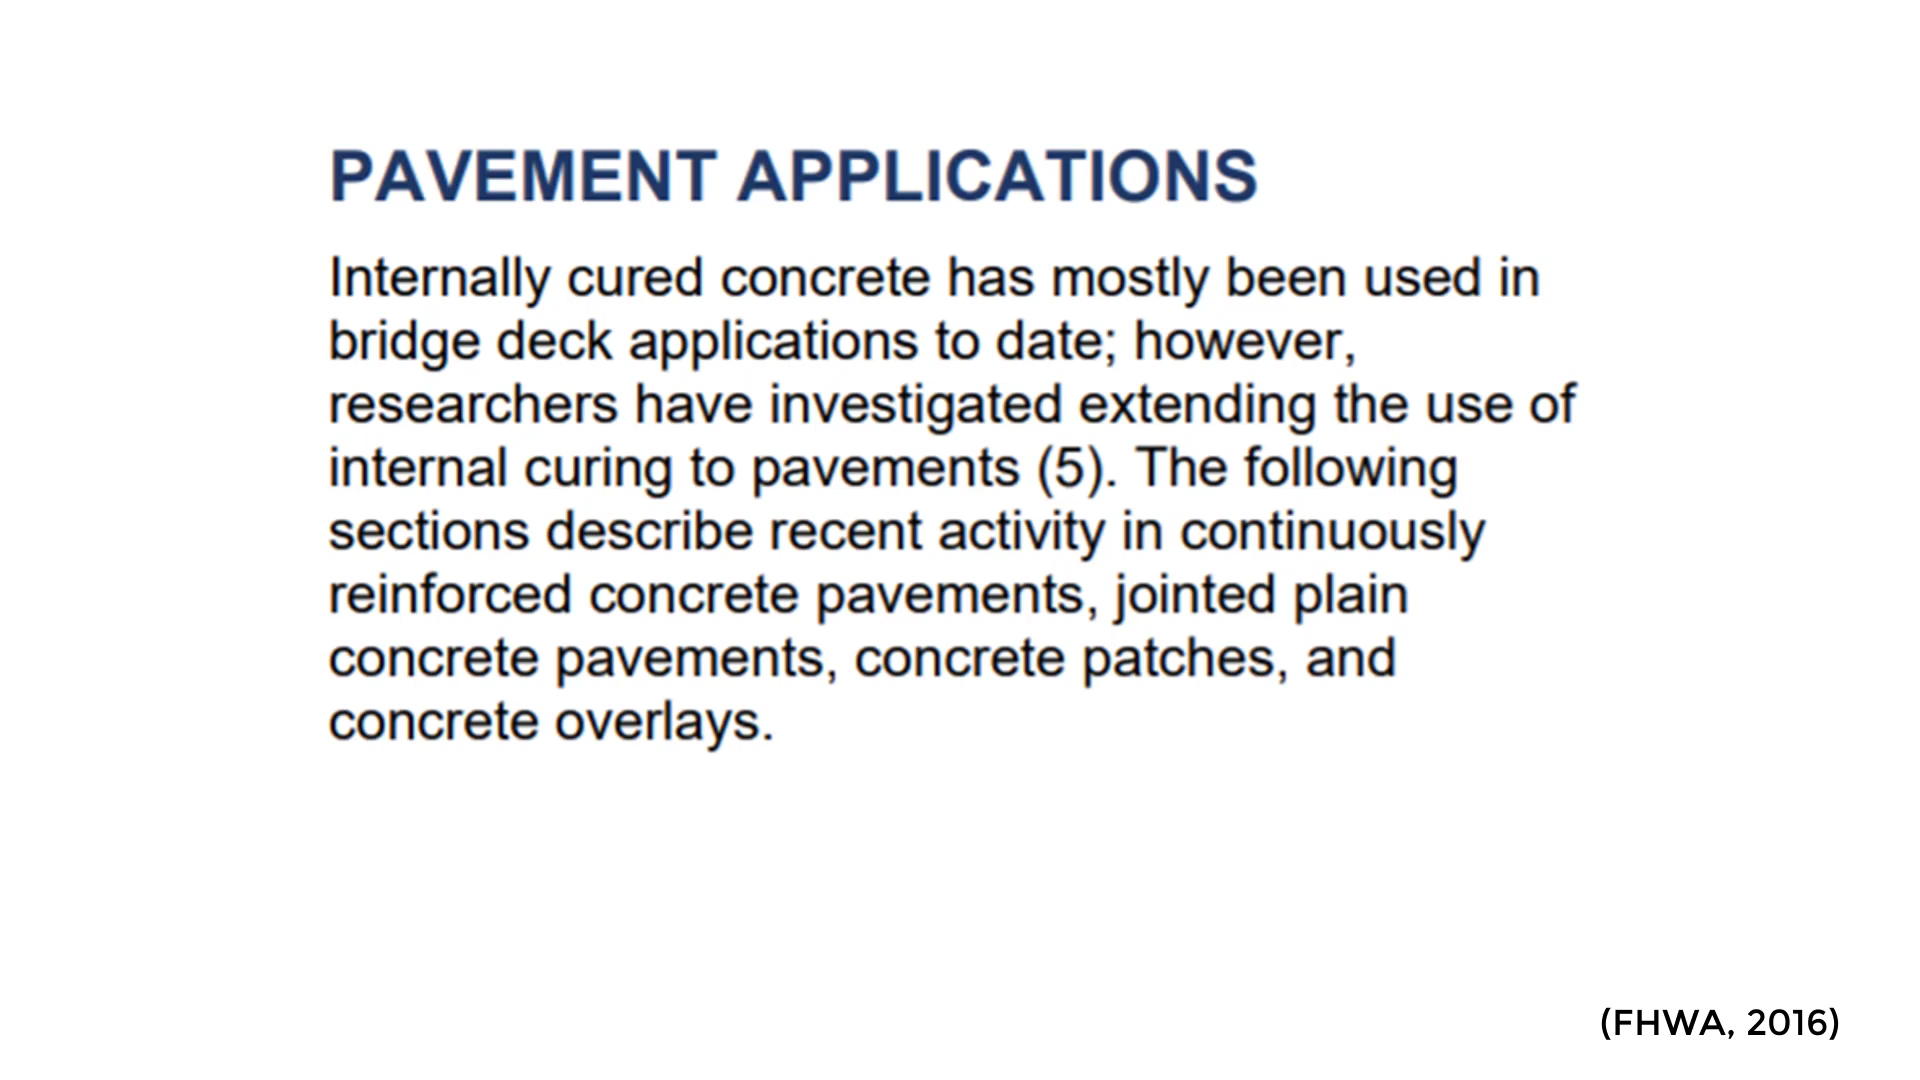 PAVEMENT APPLICATIONS
Internally cured concrete has mostly been used in
bridge deck applications to date; however,
researchers have investigated extending the use of
internal curing to pavements (5). The following
sections describe recent activity in continuously
reinforced concrete pavements, jointed plain
concrete pavements, concrete patches, and
concrete overlays.
(FHWA, 2016)